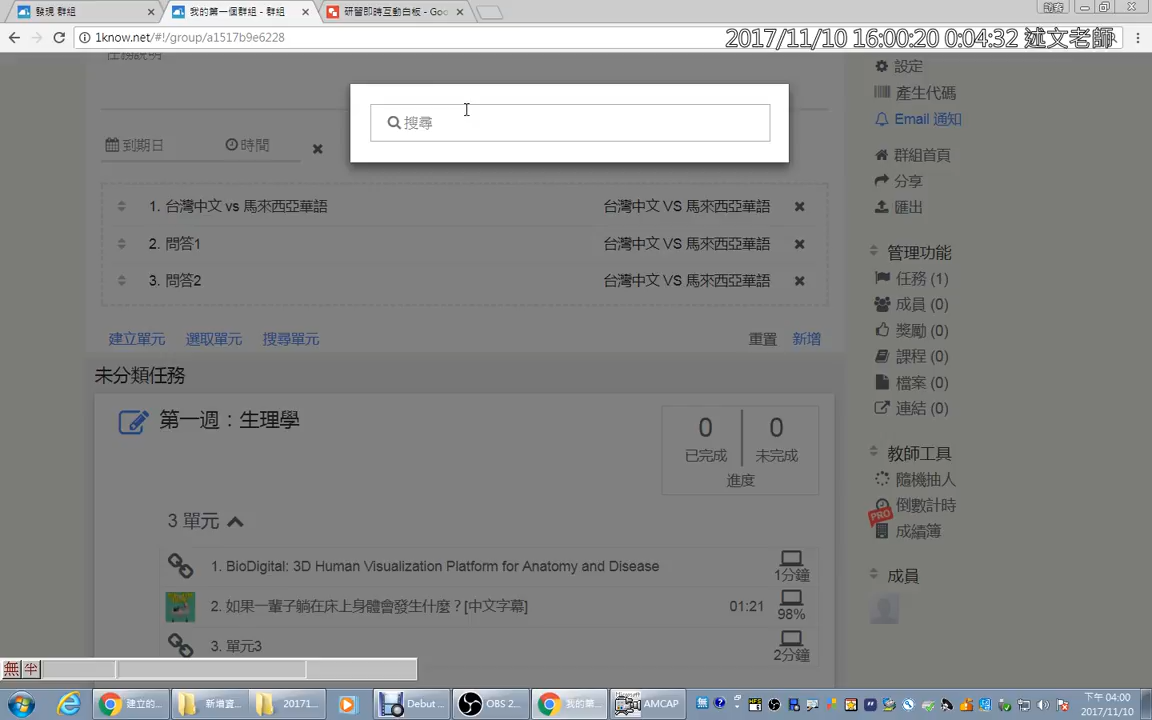 發現 群組
我的第一個群組 - 群組
研習即時互動白板 - Goo
1know.net/#!/group/a1517b9e6228
2017/11/10 16:00:20 0:04:32 述文老師
任務說明
搜尋
到期日
時間
1. 台灣中文 vs 馬來西亞華語
台灣中文 VS 馬來西亞華語
2. 問答1
台灣中文 VS 馬來西亞華語
3. 問答2
台灣中文 VS 馬來西亞華語
建立單元
選取單元
搜尋單元
重置
新增
未分類任務
第一週：生理學
0
已完成
0
未完成
進度
3 單元
1. BioDigital: 3D Human Visualization Platform for Anatomy and Disease
1分鐘
2. 如果一輩子躺在床上身體會發生什麼？[中文字幕]
01:21
98%
3. 單元3
2分鐘
設定
產生代碼
Email 通知
群組首頁
分享
匯出
管理功能
任務 (1)
成員 (0)
獎勵 (0)
課程 (0)
檔案 (0)
連結 (0)
教師工具
隨機抽人
倒數計時
PRO
成績簿
成員
無 半
建立的...
新增資...
20171...
Debut ...
OBS 2...
我的第...
AMCAP
無
下午 04:00
2017/11/10